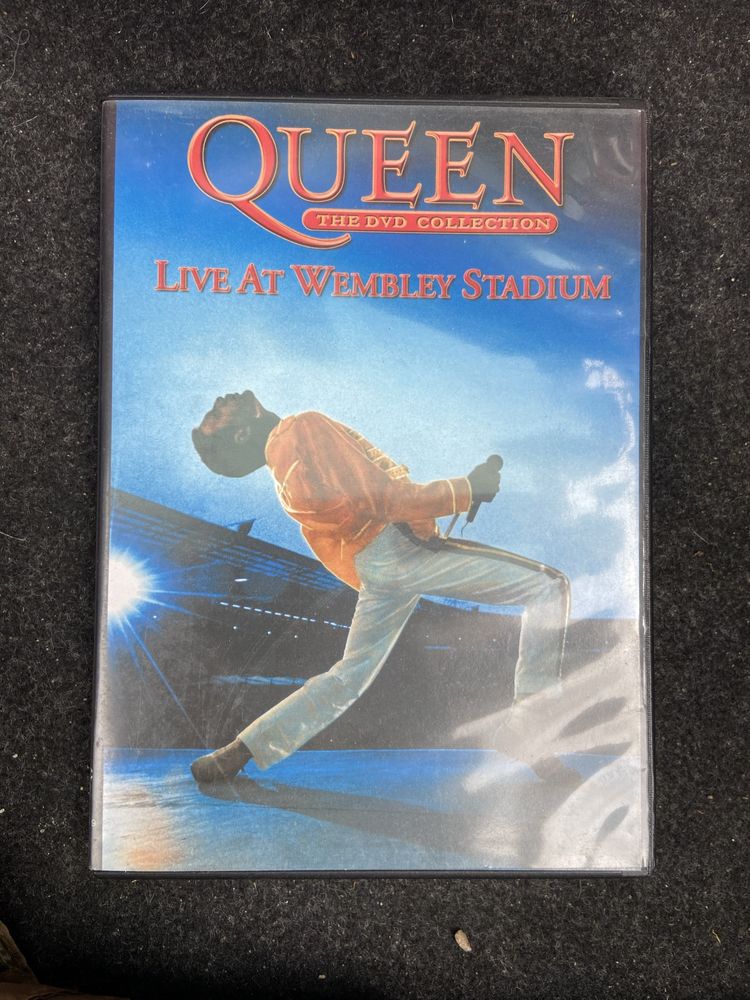 QUEEN
THE DVD COLLECTION
LIVE AT WEMBLEY STADIUM